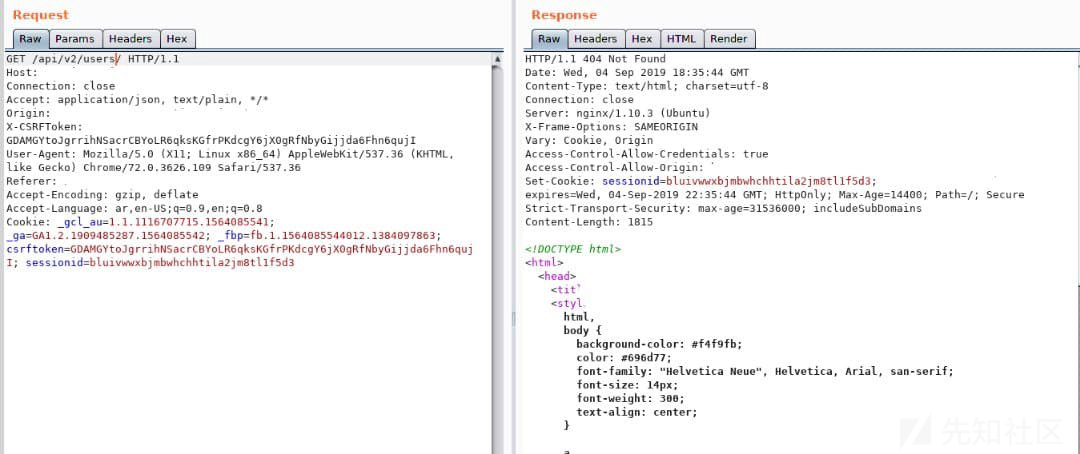 Request
Raw Params Headers Hex
GET /api/v2/users/ HTTP/1.1
Host:
Connection: close
Accept: application/json, text/plain, */*
Origin:
X-CSRFToken:
GDAMGYtoJgrrihNSacrCBYoLR6qksKGfrPKdcgY6jX0gRfNbyGijjda6Fhn6qujI
User-Agent: Mozilla/5.0 (X11; Linux x86_64) AppleWebKit/537.36 (KHTML,
like Gecko) Chrome/72.0.3626.109 Safari/537.36
Referer:
Accept-Encoding: gzip, deflate
Accept-Language: ar,en-US;q=0.9,en;q=0.8
Cookie: _gcl_au=1.1.1116707715.1564085541;
_ga=GA1.2.1909485287.1564085542; _fbp=fb.1.1564085544012.1384097863;
csrftoken=GDAMGYtoJgrrihNSacrCBYoLR6qksKGfrPKdcgY6jX0gRfNbyGijjda6Fhn6quj
I; sessionid=bluivwwxbjmbwhchhtila2jm8tl1f5d3
Response
Raw Headers Hex HTML Render
HTTP/1.1 404 Not Found
Date: Wed, 04 Sep 2019 18:35:44 GMT
Content-Type: text/html; charset=utf-8
Connection: close
Server: nginx/1.10.3 (Ubuntu)
X-Frame-Options: SAMEORIGIN
Vary: Cookie, Origin
Access-Control-Allow-Credentials: true
Access-Control-Allow-Origin:
Set-Cookie: sessionid=bluivwwxbjmbwhchhtila2jm8tl1f5d3;
expires=Wed, 04-Sep-2019 22:35:44 GMT; HttpOnly; Max-Age=14400; Path=/; Secure
Strict-Transport-Security: max-age=31536000; includeSubDomains
Content-Length: 1815
<!DOCTYPE html>
<html>
<head>
<tit
<styl
html,
body {
background-color: #f4f9fb;
color: #696d77;
font-family: "Helvetica Neue", Helvetica, Arial, san-serif;
font-size: 14px;
font-weight: 300;
text-align: center;
}
先知社区